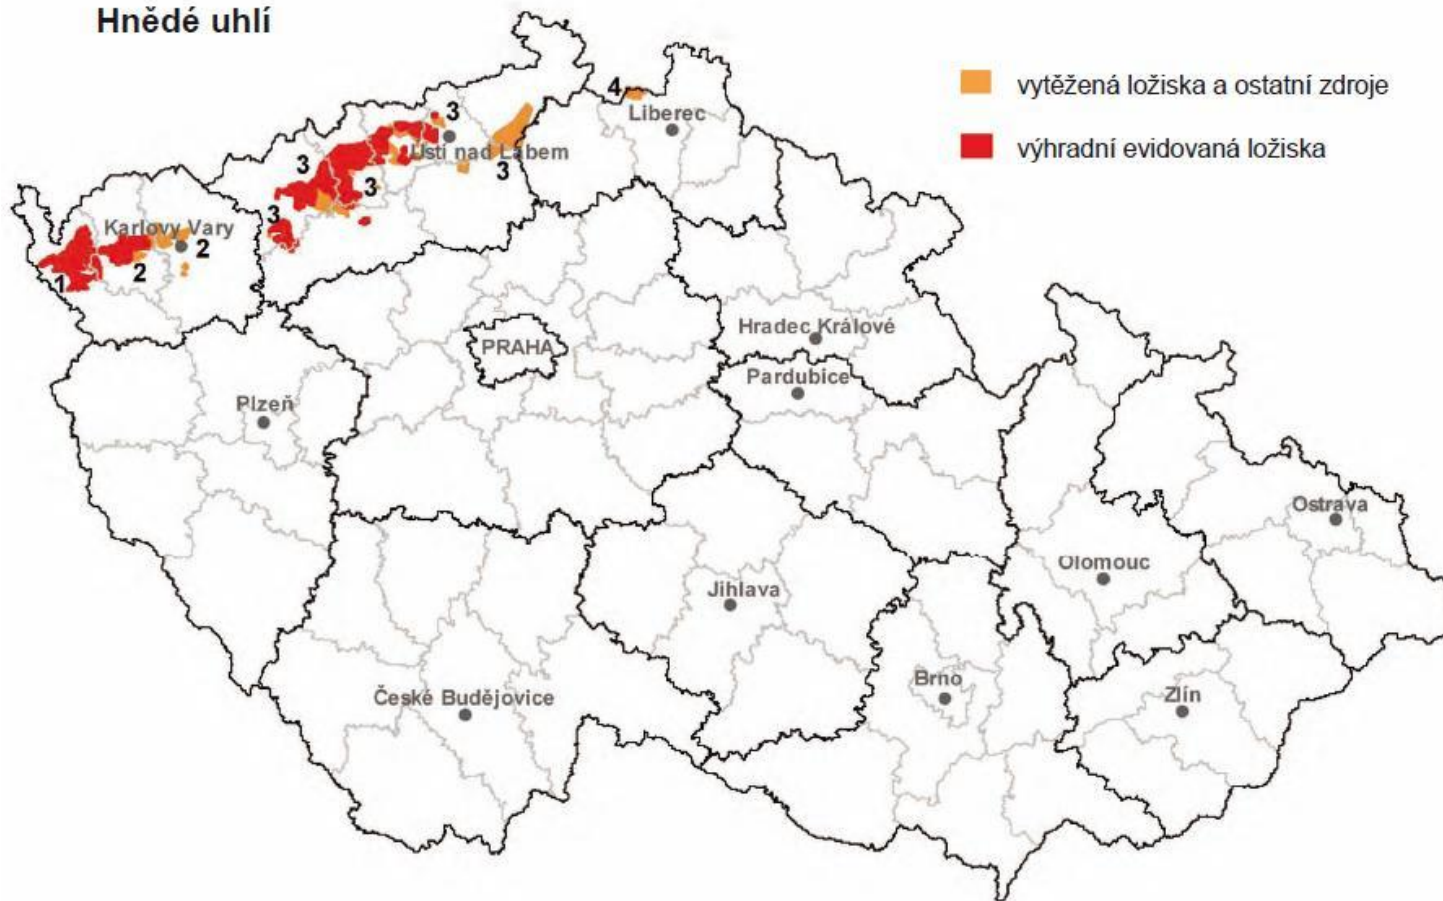 Hnědé uhlí
vytěžená ložiska a ostatní zdroje
výhradní evidovaná ložiska
4
Liberec
3
Ústí nad Labem
3
3
3
3
Karlovy Vary
2
2
1
Hradec Králové
PRAHA
Pardubice
Plzeň
Ostrava
Olomouc
Jihlava
Brno
Zlín
České Budějovice